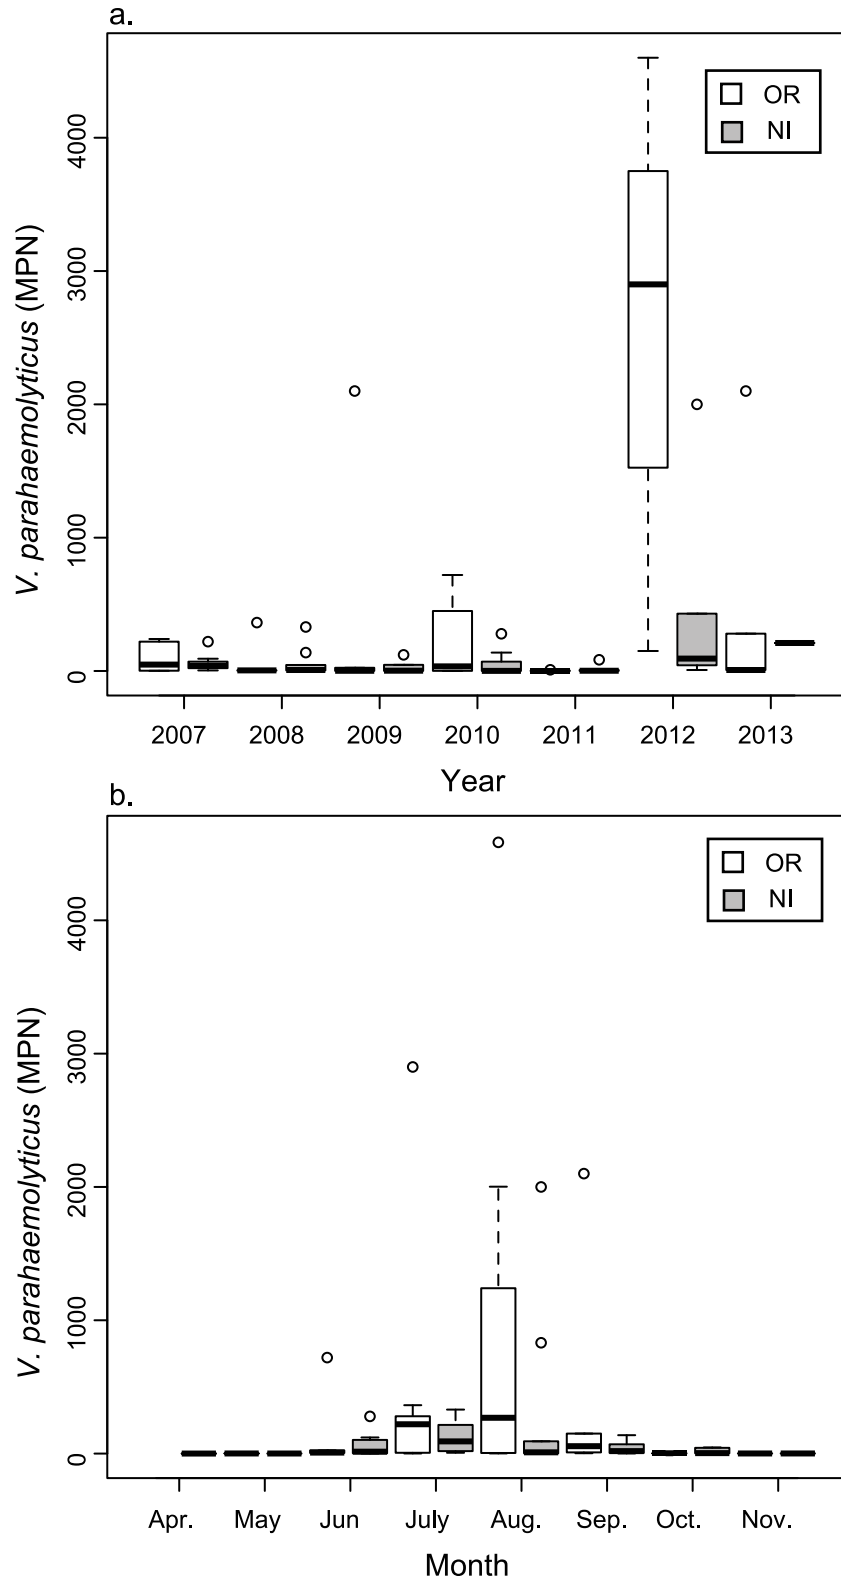 a.
V. parahaemolyticus (MPN)
4000
3000
2000
1000
0
OR
NI
2007 2008 2009 2010 2011 2012 2013
Year
b.
V. parahaemolyticus (MPN)
4000
3000
2000
1000
0
OR
NI
Apr. May Jun July Aug. Sep. Oct. Nov.
Month